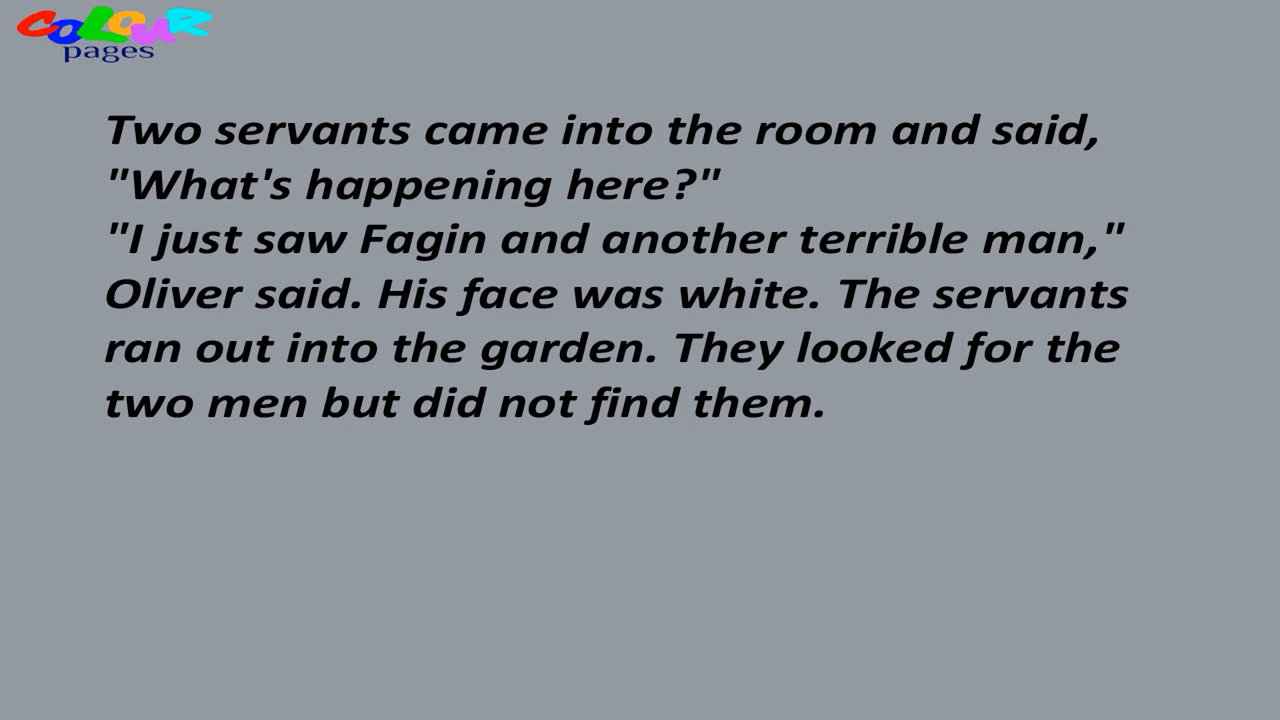 COLOUR
pages
Two servants came into the room and said,
"What's happening here?"
"I just saw Fagin and another terrible man,"
Oliver said. His face was white. The servants
ran out into the garden. They looked for the
two men but did not find them.